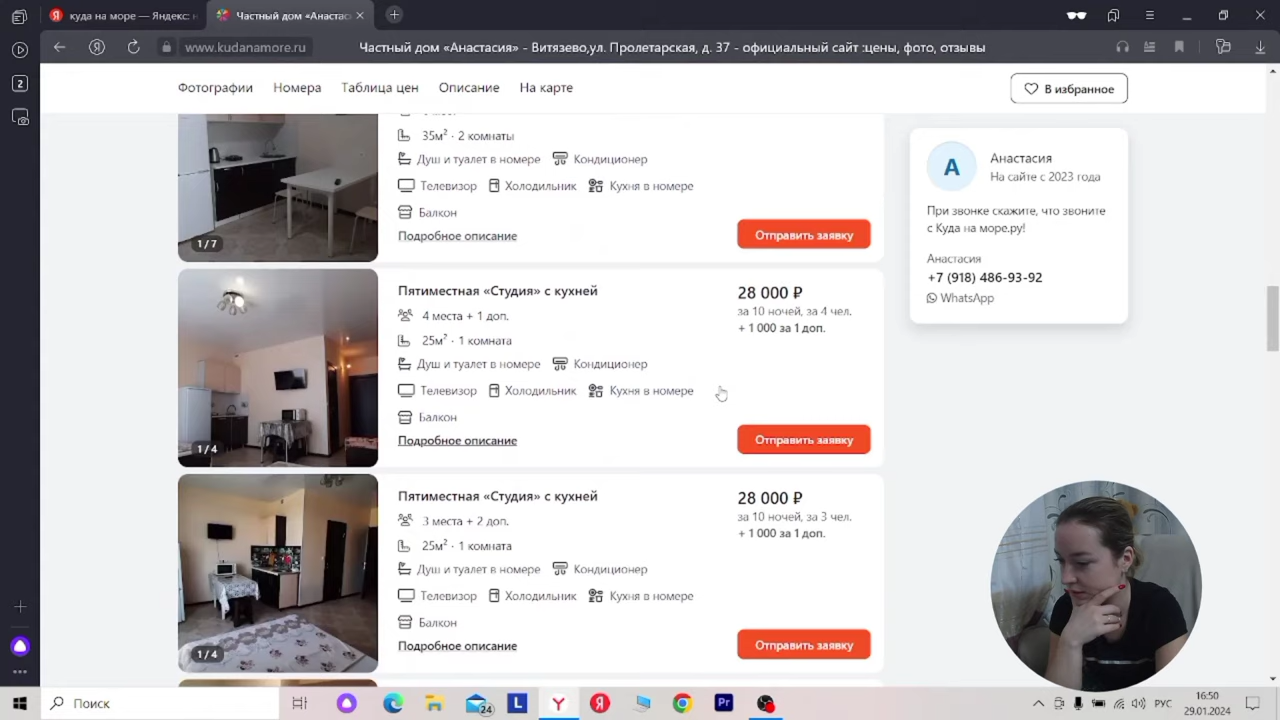 куда на море — Яндекс: н
Частный дом «Анастас
www.kudanamore.ru
Частный дом «Анастасия» - Витязево,ул. Пролетарская, д. 37 - официальный сайт :цены, фото, отзывы
2
Фотографии
Номера
Таблица цен
Описание
На карте
В избранное
35м² · 2 комнаты
Душ и туалет в номере
Кондиционер
Телевизор
Холодильник
Кухня в номере
Балкон
Подробное описание
Отправить заявку
1 / 7
Пятиместная «Студия» с кухней
4 места + 1 доп.
25м² · 1 комната
Душ и туалет в номере
Кондиционер
Телевизор
Холодильник
Кухня в номере
Балкон
Подробное описание
28 000 ₽
за 10 ночей, за 4 чел.
+ 1 000 за 1 доп.
Отправить заявку
1 / 4
Пятиместная «Студия» с кухней
3 места + 2 доп.
25м² · 1 комната
Душ и туалет в номере
Кондиционер
Телевизор
Холодильник
Кухня в номере
Балкон
Подробное описание
28 000 ₽
за 10 ночей, за 3 чел.
+ 1 000 за 1 доп.
Отправить заявку
1 / 4
А
Анастасия
На сайте с 2023 года
При звонке скажите, что звоните
с Куда на море.ру!
Анастасия
+7 (918) 486-93-92
WhatsApp
Поиск
24
L
Pr
РУС
16:50
29.01.2024